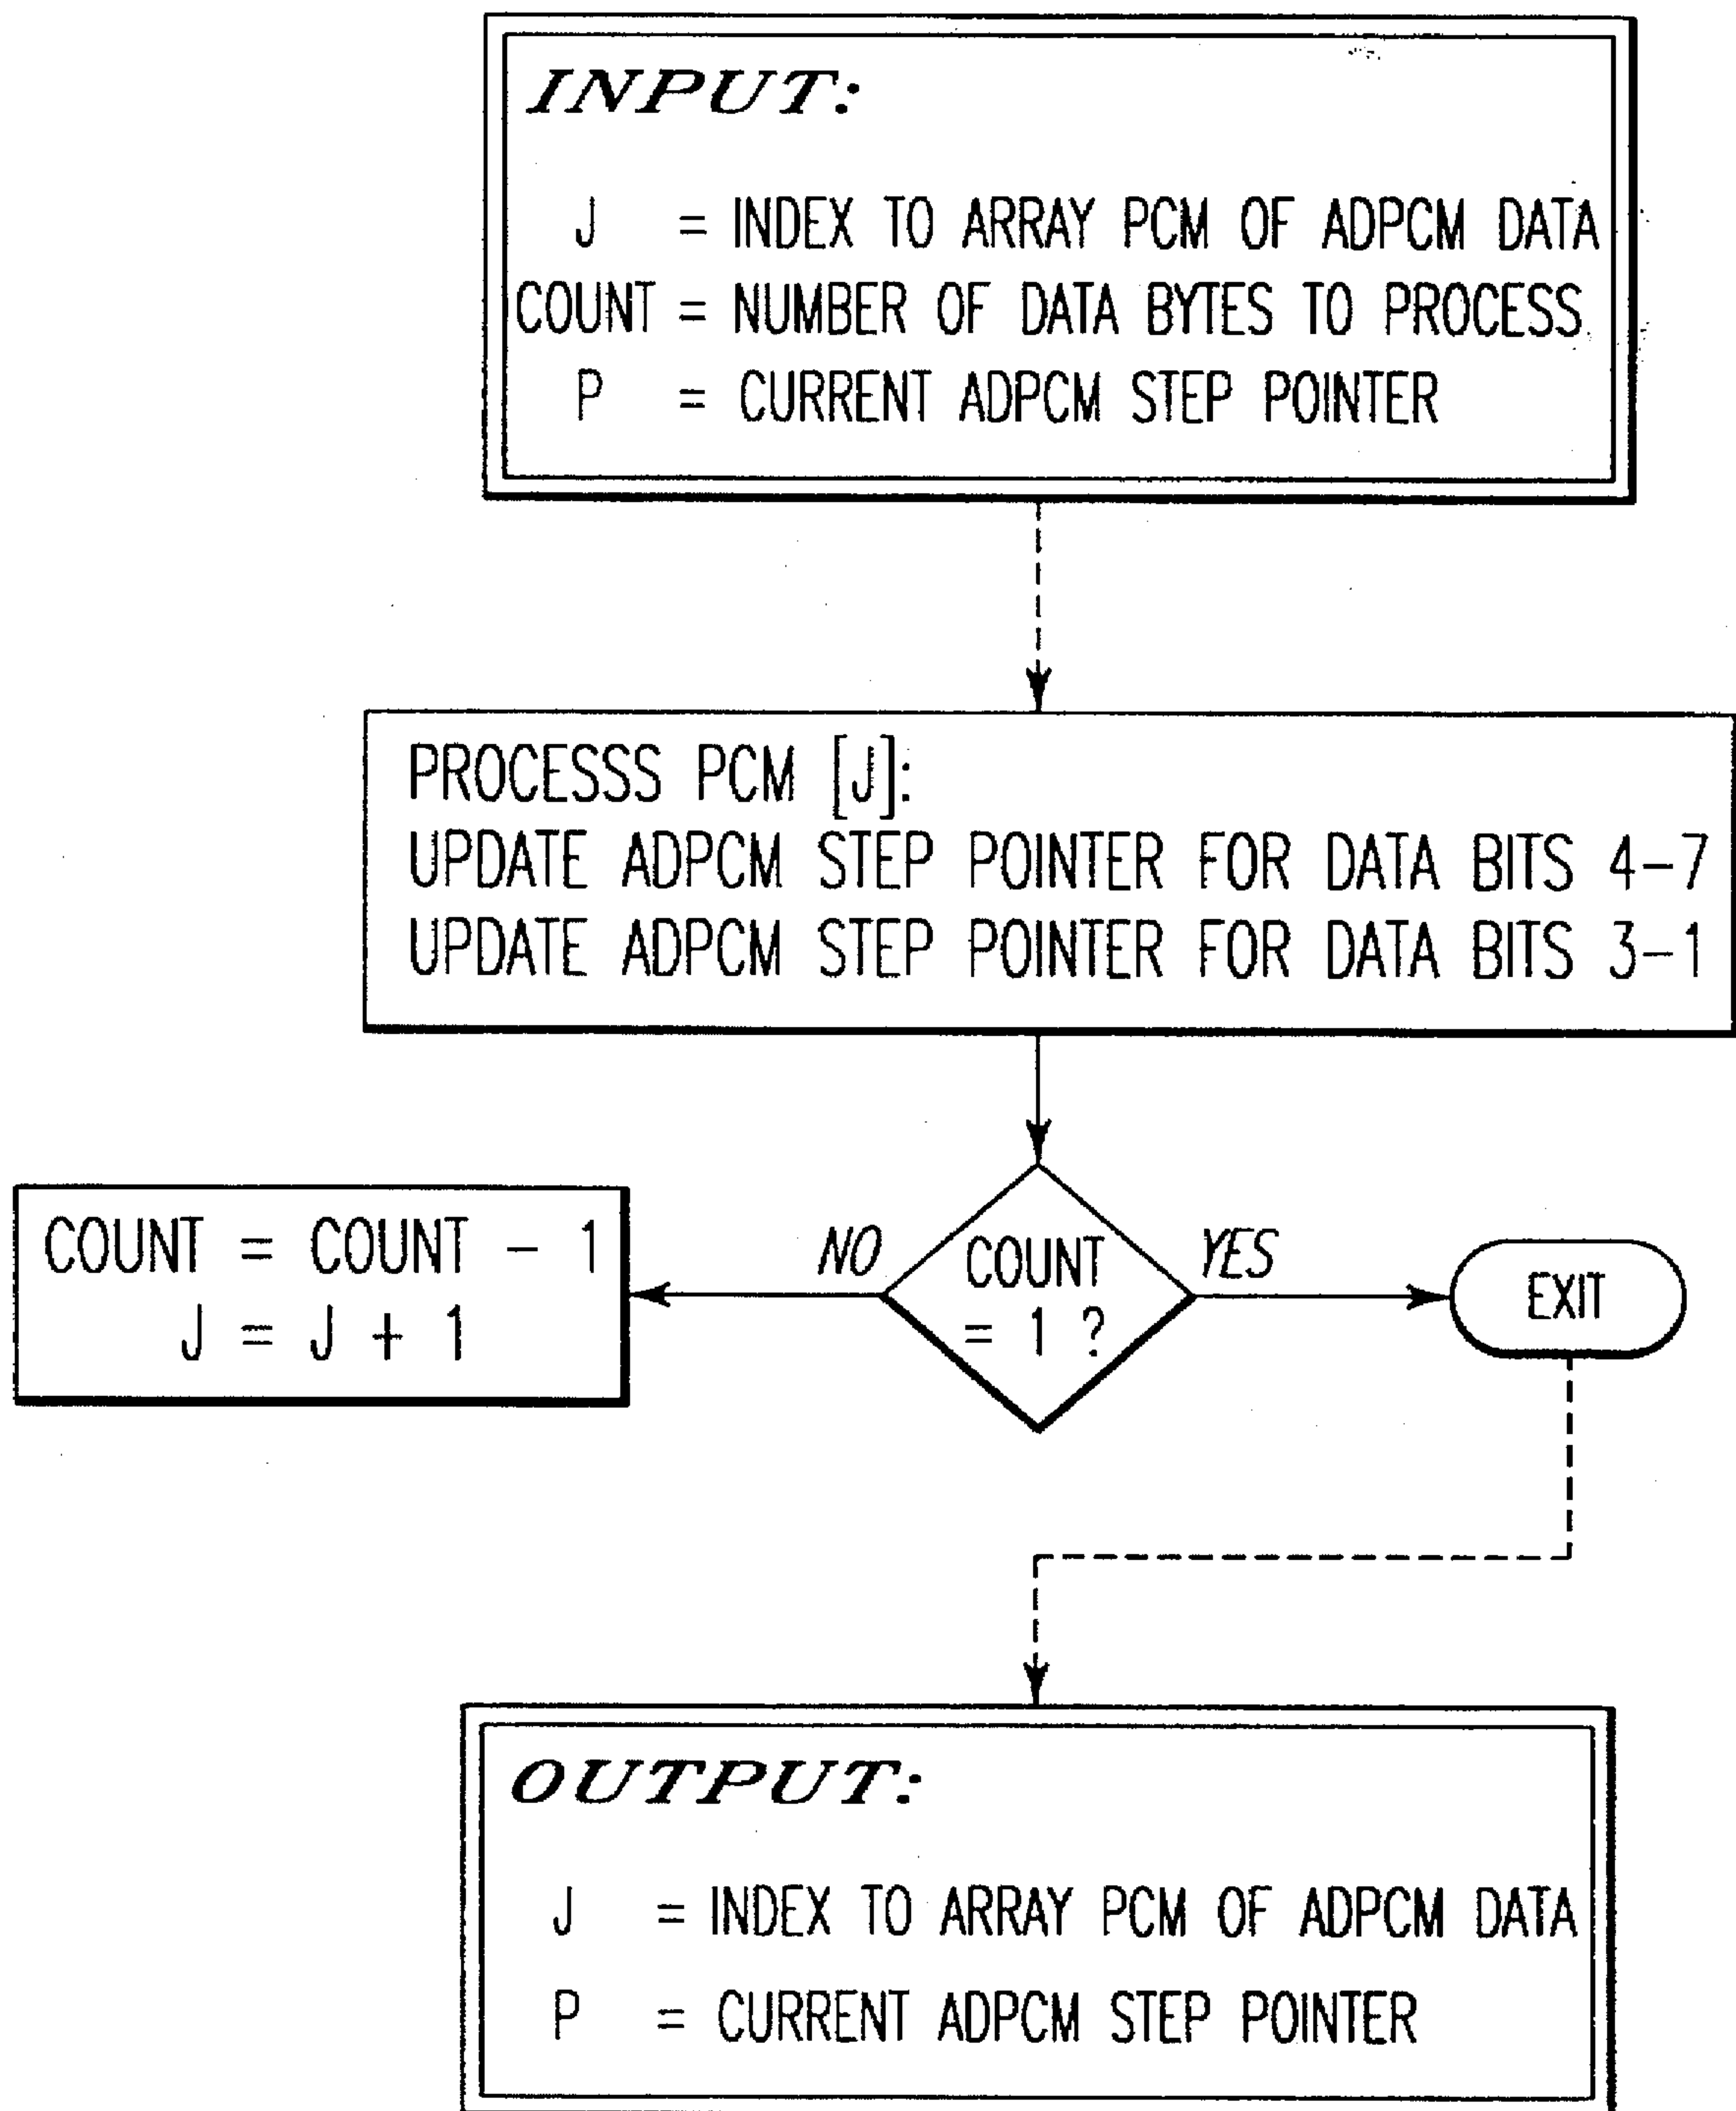 INPUT:
J = INDEX TO ARRAY PCM OF ADPCM DATA
COUNT = NUMBER OF DATA BYTES TO PROCESS
P = CURRENT ADPCM STEP POINTER
PROCESSS PCM [J]:
UPDATE ADPCM STEP POINTER FOR DATA BITS 4-7
UPDATE ADPCM STEP POINTER FOR DATA BITS 3-1
COUNT = COUNT - 1
J = J + 1
NO
COUNT
= 1 ?
YES
EXIT
OUTPUT:
J = INDEX TO ARRAY PCM OF ADPCM DATA
P = CURRENT ADPCM STEP POINTER